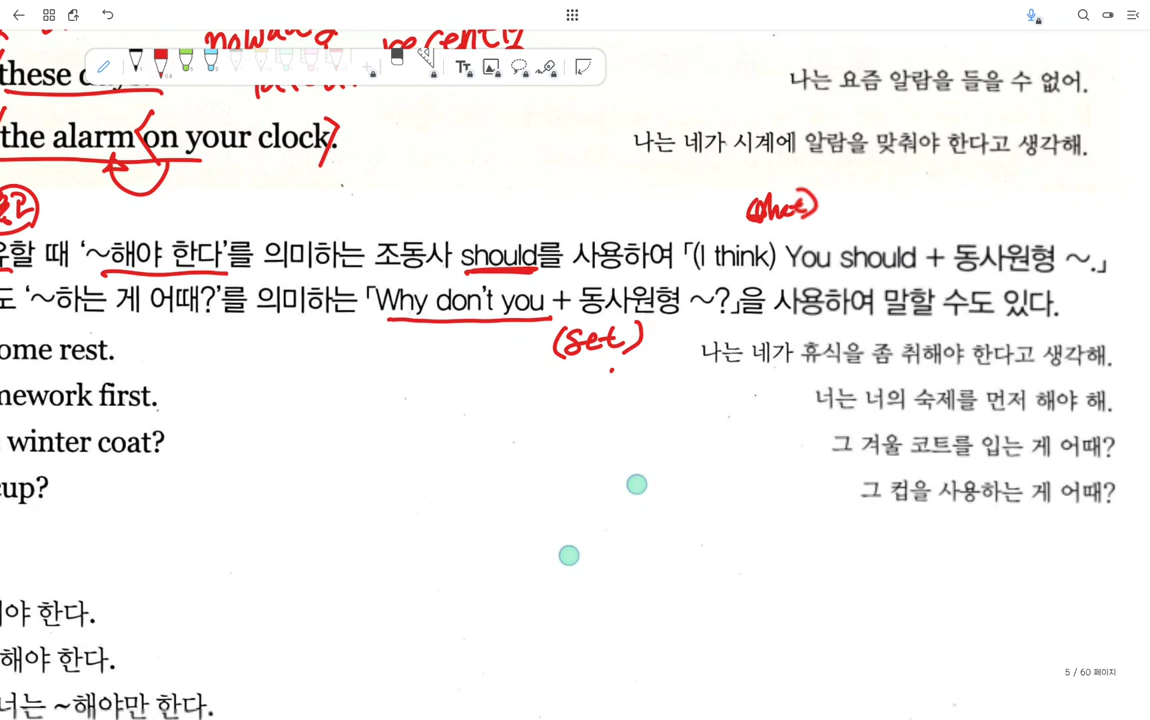 nowada recently
these d
나는 요즘 알람을 들을 수 없어.
the alarm on your clock.
나는 네가 시계에 알람을 맞춰야 한다고 생각해.
(that)
할 때 '~해야 한다'를 의미하는 조동사 should를 사용하여 「(I think) You should + 동사원형 ~.」
도 '~하는 게 어때?'를 의미하는 「Why don't you + 동사원형 ~?」을 사용하여 말할 수도 있다.
(set)
ome rest.
나는 네가 휴식을 좀 취해야 한다고 생각해.
mework first.
너는 너의 숙제를 먼저 해야 해.
winter coat?
그 겨울 코트를 입는 게 어때?
cup?
그 컵을 사용하는 게 어때?
야 한다.
해야 한다.
너는 ~해야만 한다.
5 / 60 페이지